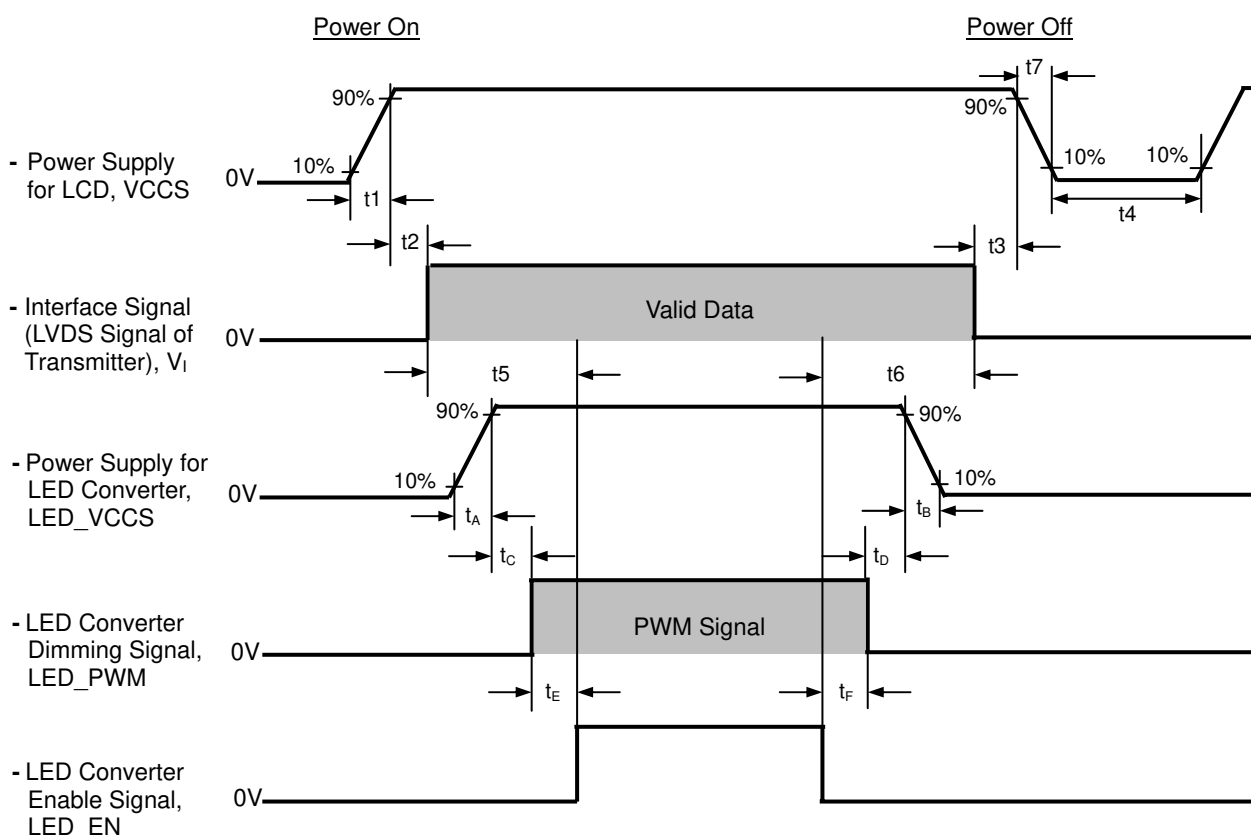 Power On
Power Off
t7
90%
90%
10%
10%
10%
- Power Supply
for LCD, VCCS
0V
t1
t4
t2
t3
- Interface Signal
(LVDS Signal of
Transmitter), VI
0V
Valid Data
t5
t6
90%
90%
- Power Supply for
LED Converter,
LED_VCCS
0V
10%
10%
tA
tB
tC
tD
- LED Converter
Dimming Signal,
LED_PWM
0V
PWM Signal
tE
tF
- LED Converter
Enable Signal,
LED_EN
0V